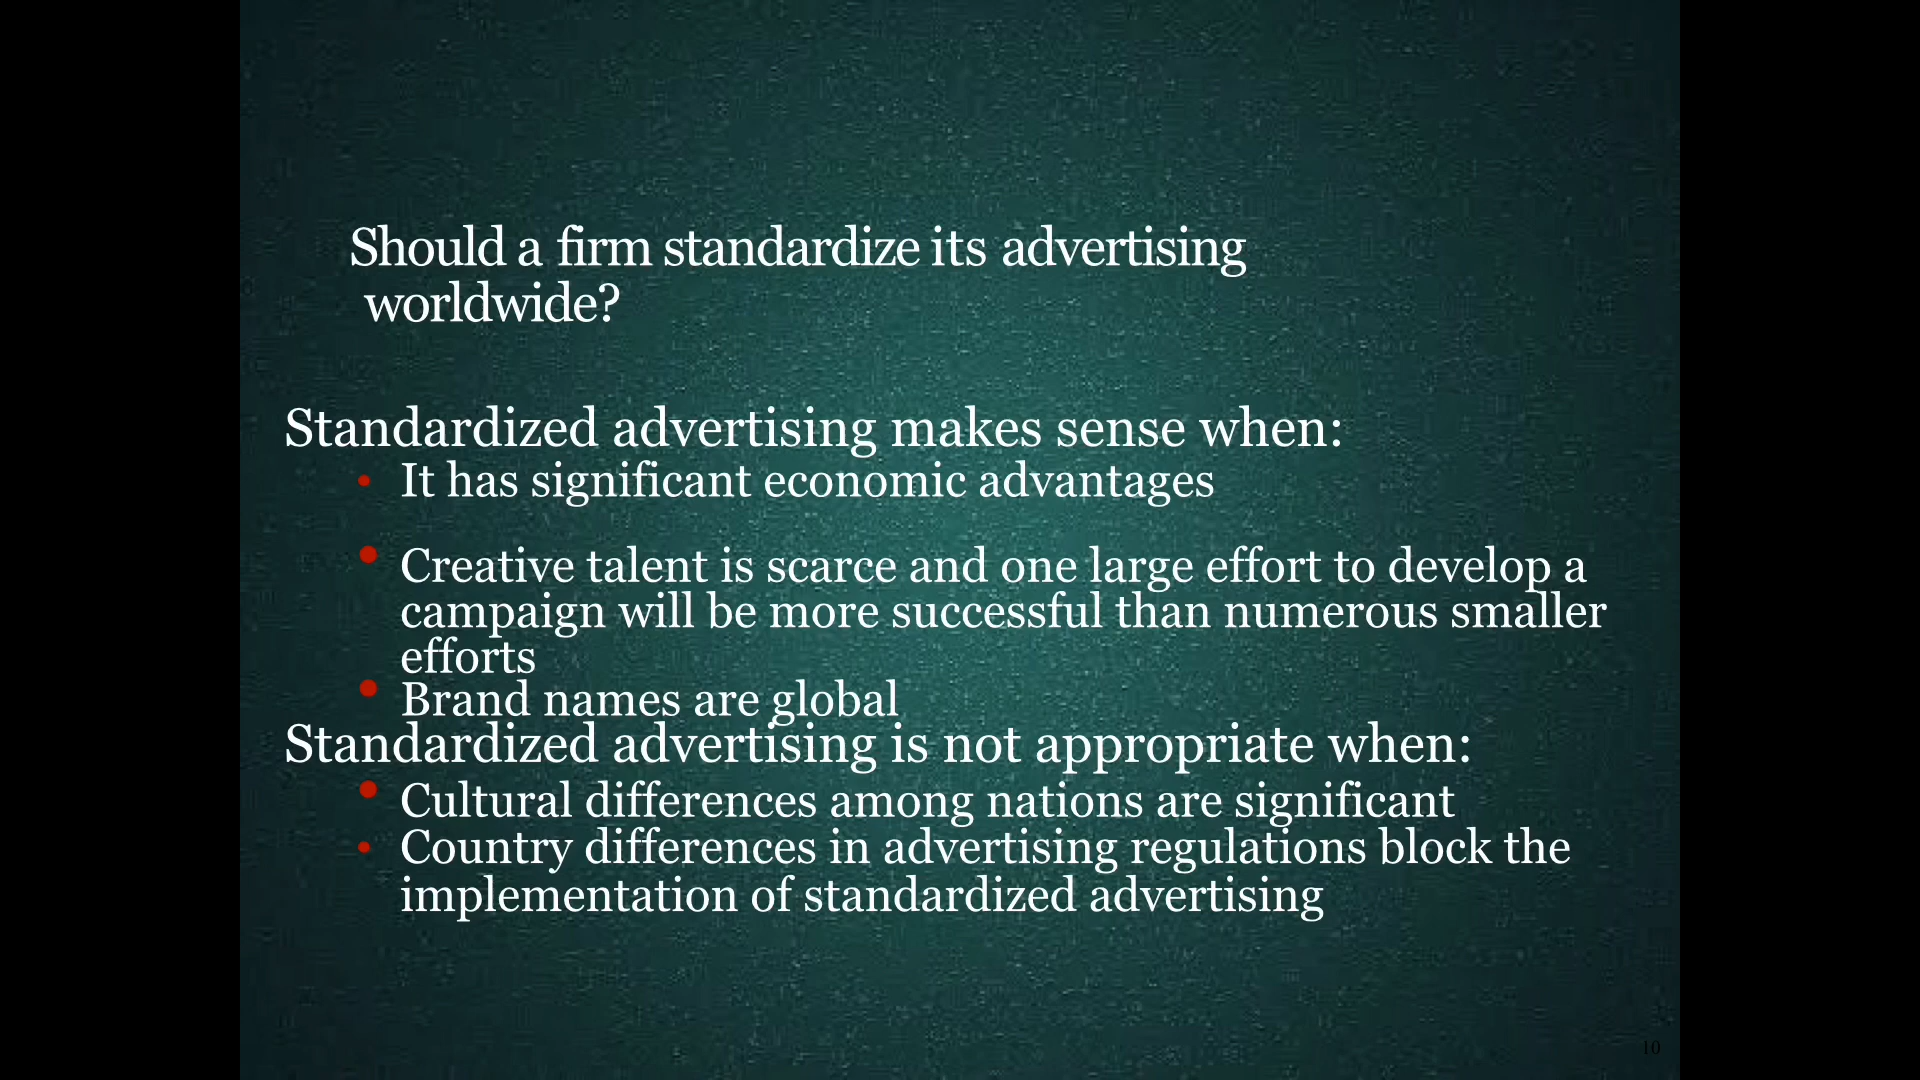 Should a firm standardize its advertising
worldwide?
Standardized advertising makes sense when:
• It has significant economic advantages
• Creative talent is scarce and one large effort to develop a
campaign will be more successful than numerous smaller
efforts
• Brand names are global
Standardized advertising is not appropriate when:
• Cultural differences among nations are significant
• Country differences in advertising regulations block the
implementation of standardized advertising
10